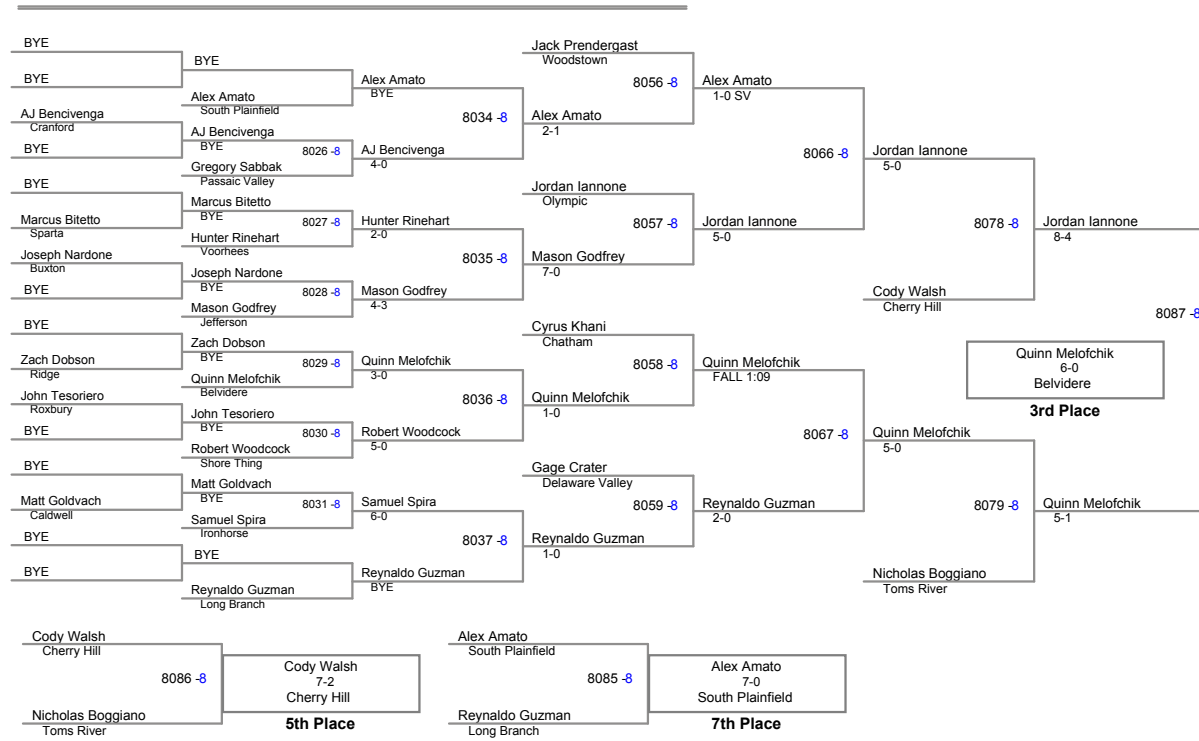 BYE
BYE
AJ Bencivenga
Cranford
BYE
BYE
Marcus Bitetto
Sparta
Joseph Nardone
Buxton
BYE
BYE
Zach Dobson
Ridge
John Tesoriero
Roxbury
BYE
BYE
Matt Goldvach
Caldwell
BYE
BYE
BYE
Alex Amato
South Plainfield
AJ Bencivenga
BYE
8026 -8
Gregory Sabbak
Passaic Valley
Marcus Bitetto
BYE
8027 -8
Hunter Rinehart
Voorhees
Joseph Nardone
BYE
8028 -8
Mason Godfrey
Jefferson
Zach Dobson
BYE
8029 -8
Quinn Melofchik
Belvidere
John Tesoriero
BYE
8030 -8
Robert Woodcock
Shore Thing
Matt Goldvach
BYE
8031 -8
Samuel Spira
Ironhorse
BYE
Reynaldo Guzman
Long Branch
Alex Amato
BYE
8034 -8
AJ Bencivenga
4-0
Hunter Rinehart
2-0
8035 -8
Mason Godfrey
4-3
Quinn Melofchik
3-0
8036 -8
Robert Woodcock
5-0
Samuel Spira
6-0
8037 -8
Reynaldo Guzman
BYE
Jack Prendergast
Woodstown
8056 -8
Alex Amato
2-1
Jordan Iannone
Olympic
8057 -8
Mason Godfrey
7-0
Cyrus Khani
Chatham
8058 -8
Quinn Melofchik
1-0
Gage Crater
Delaware Valley
8059 -8
Reynaldo Guzman
1-0
Alex Amato
1-0 SV
8066 -8
Jordan Iannone
5-0
Quinn Melofchik
FALL 1:09
8067 -8
Reynaldo Guzman
2-0
Jordan Iannone
5-0
8078 -8
Cody Walsh
Cherry Hill
Quinn Melofchik
5-0
8079 -8
Nicholas Boggiano
Toms River
Jordan Iannone
8-4
8087 -8
Quinn Melofchik
6-0
Belvidere
3rd Place
Quinn Melofchik
5-1
Cody Walsh
Cherry Hill
8086 -8
Nicholas Boggiano
Toms River
Cody Walsh
7-2
Cherry Hill
5th Place
Alex Amato
South Plainfield
8085 -8
Reynaldo Guzman
Long Branch
Alex Amato
7-0
South Plainfield
7th Place